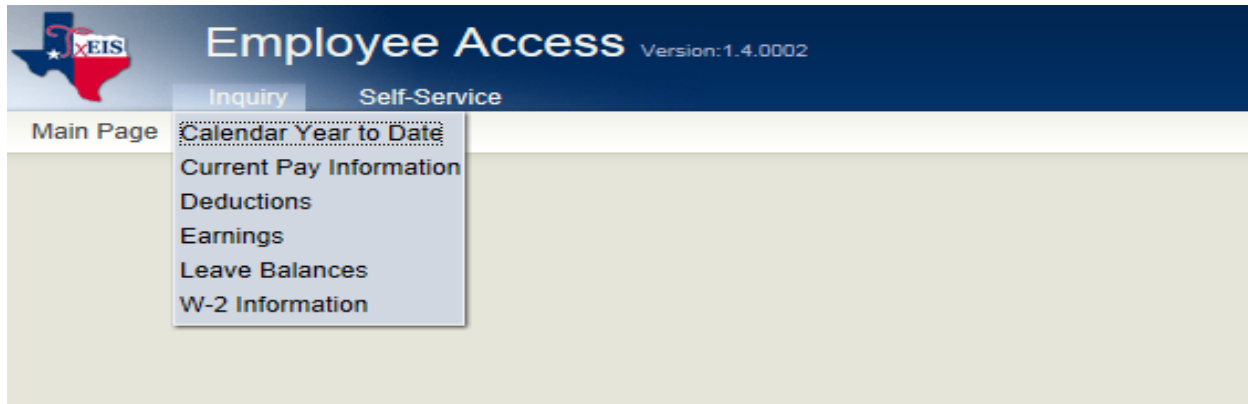 TxEIS
Employee Access Version:1.4.0002
Inquiry Self-Service
Main Page
Calendar Year to Date
Current Pay Information
Deductions
Earnings
Leave Balances
W-2 Information